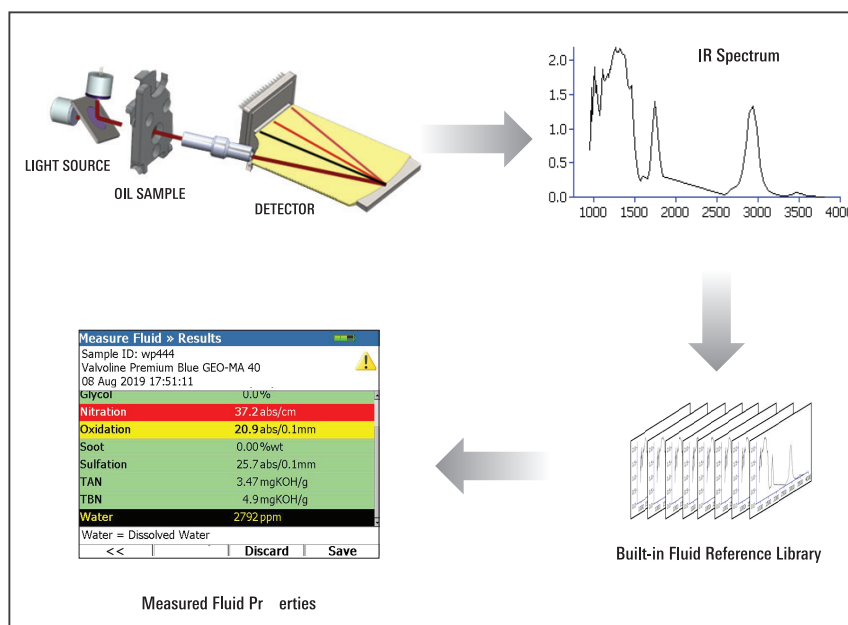 LIGHT SOURCE
OIL SAMPLE
DETECTOR
IR Spectrum
2.0
1.5
1.0
0.5
0.0
1000 1500 2000 2500 3000 3500 4000
Measure Fluid » Results
Sample ID: wp444
Valvoline Premium Blue GEO-MA 40
08 Aug 2019 17:51:11
Glycol 0.0%
Nitration 37.2 abs/cm
Oxidation 20.9 abs/0.1mm
Soot 0.00 %wt
Sulfation 25.7 abs/0.1mm
TAN 3.47 mgKOH/g
TBN 4.9 mgKOH/g
Water 2792 ppm
Water = Dissolved Water
<< Discard Save
Built-in Fluid Reference Library
Measured Fluid Pr erties